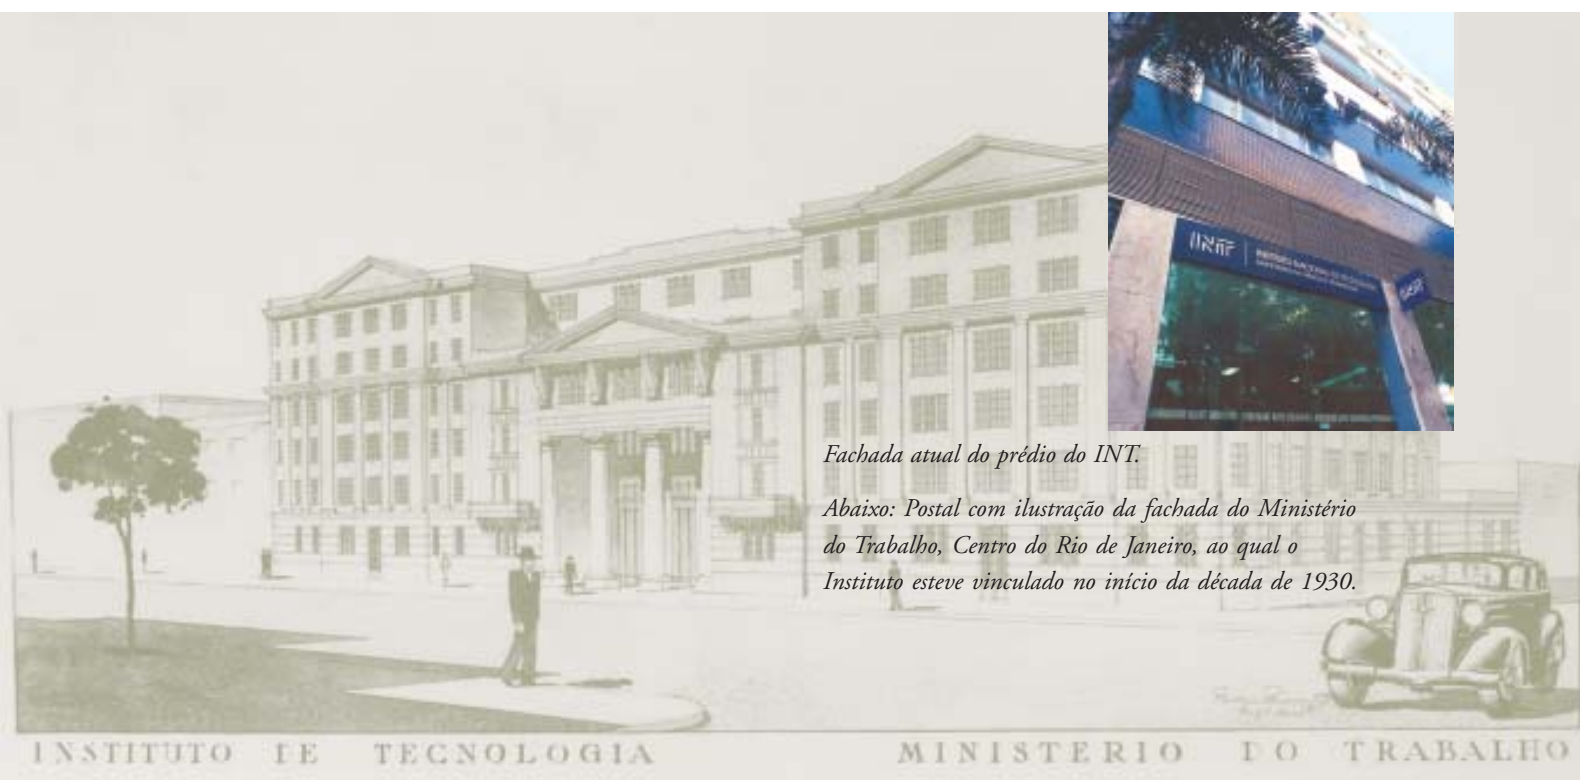 INT
Fachada atual do prédio do INT.
Abaixo: Postal com ilustração da fachada do Ministério
do Trabalho, Centro do Rio de Janeiro, ao qual o
Instituto esteve vinculado no início da década de 1930.
INSTITUTO DE TECNOLOGIA MINISTERIO DO TRABALHO